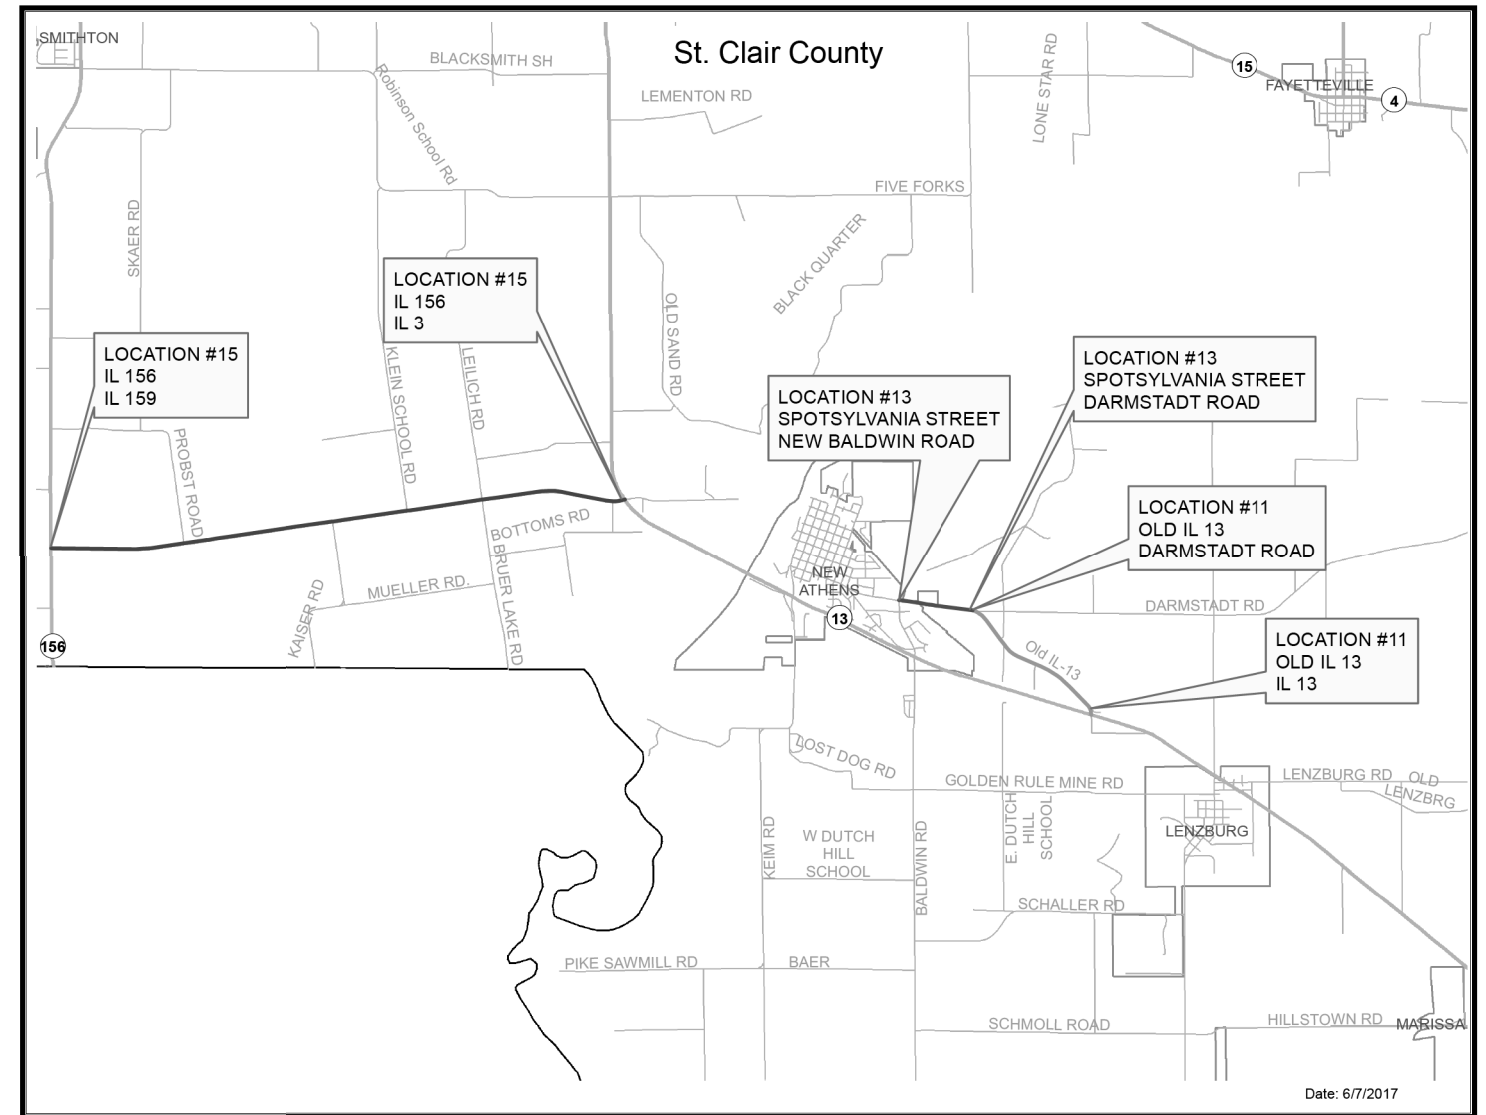 St. Clair County
SMITHTON
BLACKSMITH SH
LEMENTON RD
LONE STAR RD
15
FAYETTEVILLE
4
Robinson School Rd
FIVE FORKS
SKAER RD
BLACK QUARTER
LOCATION #15
IL 156
IL 3
OLD SAND RD
LOCATION #15
IL 156
IL 159
KLEIN SCHOOL RD
LEILICH RD
LOCATION #13
SPOTSYLVANIA STREET
NEW BALDWIN ROAD
LOCATION #13
SPOTSYLVANIA STREET
DARMSTADT ROAD
PROBST ROAD
BOTTOMS RD
LOCATION #11
OLD IL 13
DARMSTADT ROAD
NEW
ATHENS
KAISER RD
MUELLER RD.
BRUER LAKE RD
DARMSTADT RD
13
156
Old IL-13
LOCATION #11
OLD IL 13
IL 13
LOST DOG RD
GOLDEN RULE MINE RD
LENZBURG RD
OLD
LENZBRG
KEIM RD
W DUTCH
HILL
SCHOOL
BALDWIN RD
E. DUTCH
HILL
SCHOOL
LENZBURG
SCHALLER RD
PIKE SAWMILL RD
BAER
SCHMOLL ROAD
HILLSTOWN RD
MARISSA
Date: 6/7/2017